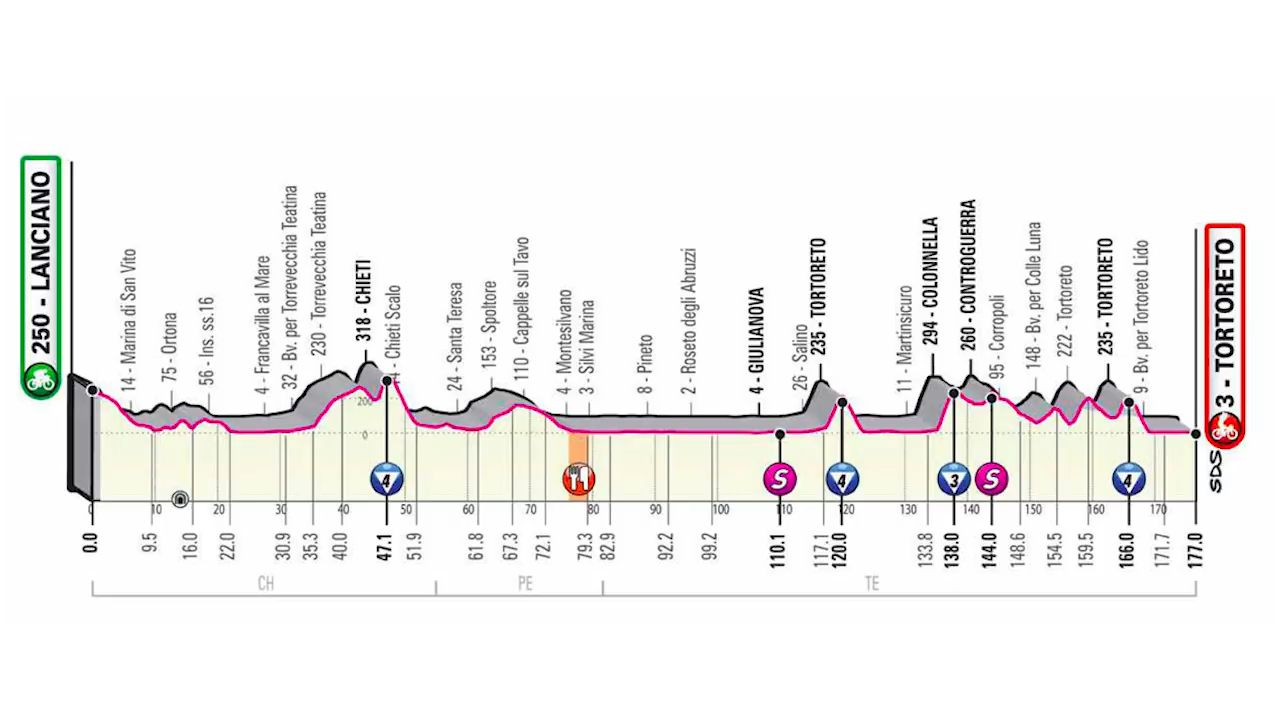 250 - LANCIANO
14 - Marina di San Vito
75 - Ortona
56 - Ins. ss.16
4 - Francavilla al Mare
32 - Bv. per Torrevecchia Teatina
230 - Torrevecchia Teatina
318 - CHIETI
4 - Chieti Scalo
24 - Santa Teresa
153 - Spoltore
110 - Cappelle sul Tavo
4 - Montesilvano
3 - Silvi Marina
8 - Pineto
2 - Roseto degli Abruzzi
4 - GIULIANOVA
26 - Salino
235 - TORTORETO
11 - Martinsicuro
294 - COLONNELLA
260 - CONTROGUERRA
95 - Corropoli
148 - Bv. per Colle Luna
222 - Tortoreto
235 - TORTORETO
9 - Bv. per Tortoreto Lido
3 - TORTORETO
200
0
4 S 4 3 S 4
SDS
0 10 20 30 40 50 60 70 80 90 100 110 120 130 140 150 160 170
0.0 9.5 16.0 22.0 30.9 35.3 40.0 47.1 51.9 61.8 67.3 72.1 79.3 82.9 92.2 99.2 110.1 117.1 120.0 133.8 138.0 144.0 148.6 154.5 159.5 166.0 171.7 177.0
CH PE TE